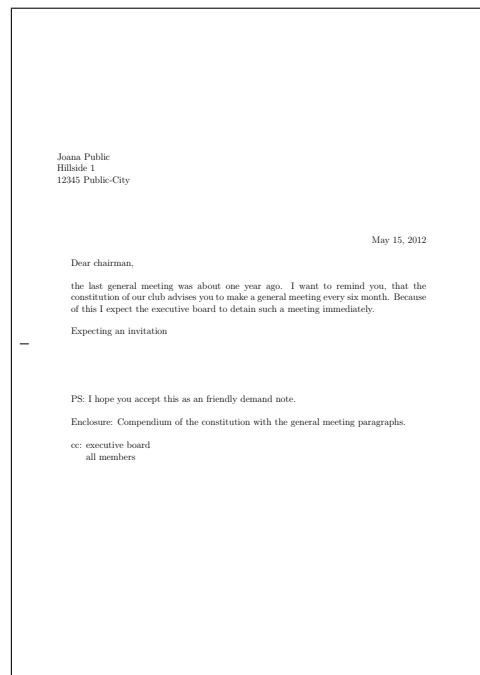 Joana Public
Hillside 1
12345 Public-City
May 15, 2012
Dear chairman,
the last general meeting was about one year ago. I want to remind you, that the
constitution of our club advises you to make a general meeting every six month. Because
of this I expect the executive board to detain such a meeting immediately.
Expecting an invitation
PS: I hope you accept this as an friendly demand note.
Enclosure: Compendium of the constitution with the general meeting paragraphs.
cc: executive board
all members